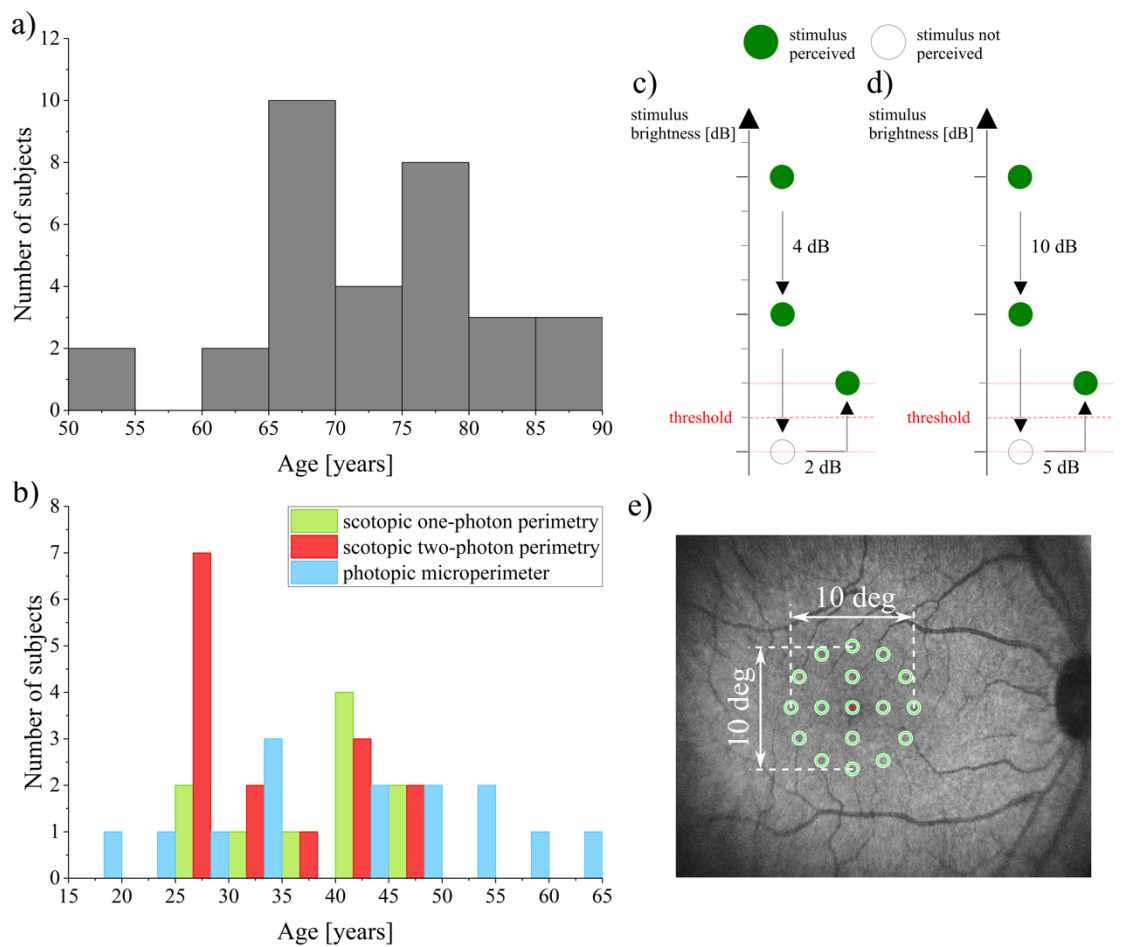 a)
12
10
8
6
4
2
0
Number of subjects
50 55 60 65 70 75 80 85 90
Age [years]
b)
8
7
6
5
4
3
2
1
0
Number of subjects
scotopic one-photon perimetry
scotopic two-photon perimetry
photopic microperimeter
15 20 25 30 35 40 45 50 55 60 65
Age [years]
stimulus
perceived
stimulus not
perceived
c)
stimulus
brightness [dB]
4 dB
threshold
2 dB
d)
stimulus
brightness [dB]
10 dB
threshold
5 dB
e)
10 deg
10 deg